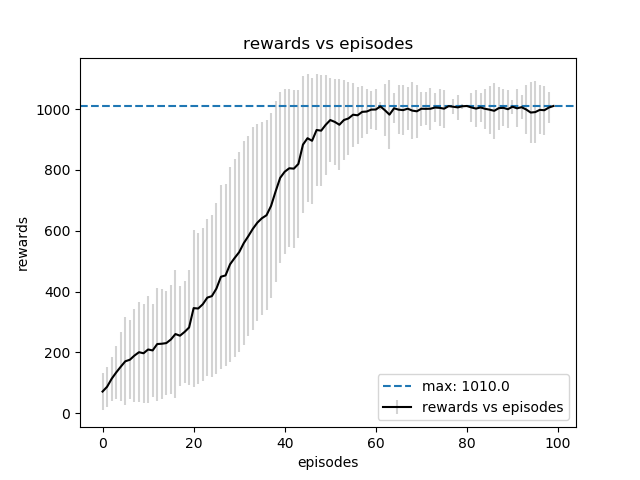 rewards vs episodes
rewards
1000
800
600
400
200
0
0 20 40 60 80 100
episodes
max: 1010.0
rewards vs episodes